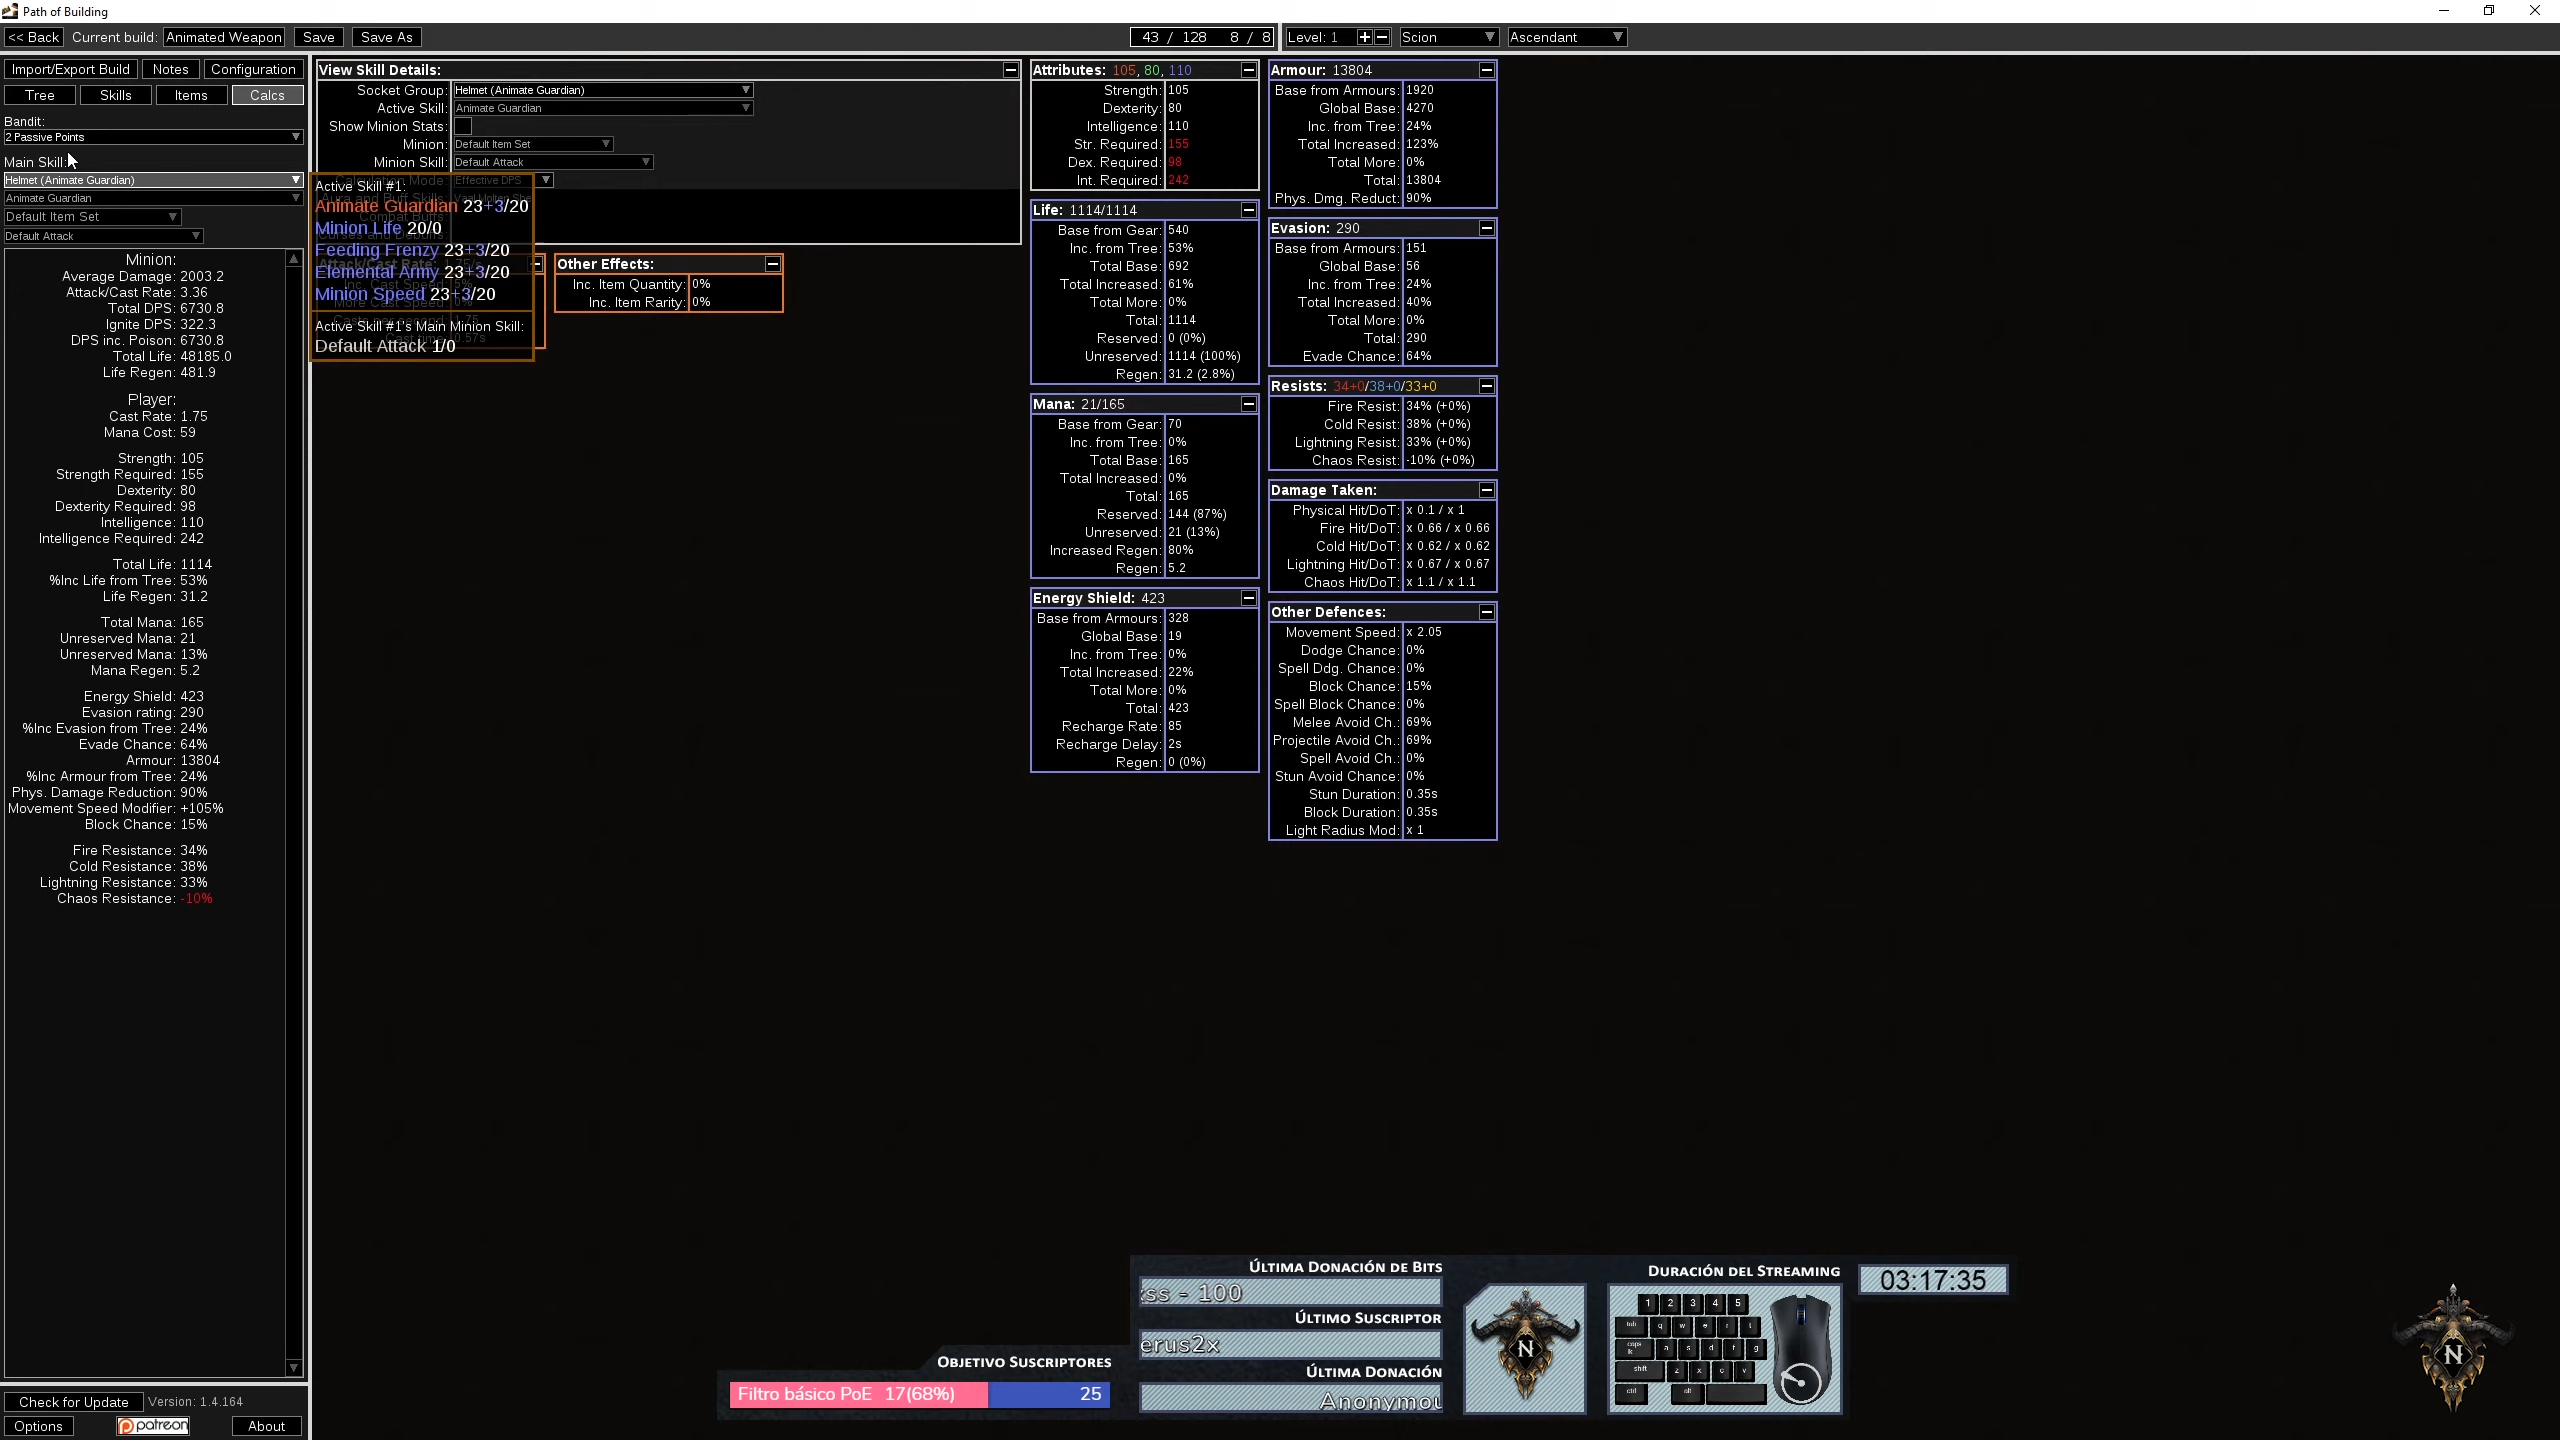 Path of Building
<< Back Current build: Animated Weapon Save Save As 43 / 128 8 / 8 Level: 1 Scion Ascendant
Import/Export Build Notes Configuration
Tree Skills Items Calcs
Bandit:
2 Passive Points
Main Skill:
Helmet (Animate Guardian)
Animate Guardian
Default Item Set
Default Attack
Minion:
Average Damage: 2003.2
Attack/Cast Rate: 3.36
Total DPS: 6730.8
Ignite DPS: 322.3
DPS inc. Poison: 6730.8
Total Life: 48185.0
Life Regen: 481.9
Player:
Cast Rate: 1.75
Mana Cost: 59
Strength: 105
Strength Required: 155
Dexterity: 80
Dexterity Required: 98
Intelligence: 110
Intelligence Required: 242
Total Life: 1114
%Inc Life from Tree: 53%
Life Regen: 31.2
Total Mana: 165
Unreserved Mana: 21
Unreserved Mana: 13%
Mana Regen: 5.2
Energy Shield: 423
Evasion rating: 290
%Inc Evasion from Tree: 24%
Evade Chance: 64%
Armour: 13804
%Inc Armour from Tree: 24%
Phys. Damage Reduction: 90%
Movement Speed Modifier: +105%
Block Chance: 15%
Fire Resistance: 34%
Cold Resistance: 38%
Lightning Resistance: 33%
Chaos Resistance: -10%
Check for Update Version: 1.4.164
Options patreon About
View Skill Details:
Socket Group: Helmet (Animate Guardian)
Active Skill: Animate Guardian
Show Minion Stats:
Minion: Default Item Set
Minion Skill: Default Attack
Calculation Mode: Effective DPS
Active Skill #1:
Animate Guardian 23+3/20
Minion Life 20/0
Feeding Frenzy 23+3/20
Elemental Army 23+3/20
Minion Speed 23+3/20
Active Skill #1's Main Minion Skill:
Default Attack 1/0
Other Effects:
Inc. Item Quantity: 0%
Inc. Item Rarity: 0%
Attributes: 105, 80, 110
Strength: 105
Dexterity: 80
Intelligence: 110
Str. Required: 155
Dex. Required: 98
Int. Required: 242
Life: 1114/1114
Base from Gear: 540
Inc. from Tree: 53%
Total Base: 692
Total Increased: 61%
Total More: 0%
Total: 1114
Reserved: 0 (0%)
Unreserved: 1114 (100%)
Regen: 31.2 (2.8%)
Mana: 21/165
Base from Gear: 70
Inc. from Tree: 0%
Total Base: 165
Total Increased: 0%
Total: 165
Reserved: 144 (87%)
Unreserved: 21 (13%)
Increased Regen: 80%
Regen: 5.2
Energy Shield: 423
Base from Armours: 328
Global Base: 19
Inc. from Tree: 0%
Total Increased: 22%
Total More: 0%
Total: 423
Recharge Rate: 85
Recharge Delay: 2s
Regen: 0 (0%)
Armour: 13804
Base from Armours: 1920
Global Base: 4270
Inc. from Tree: 24%
Total Increased: 123%
Total More: 0%
Total: 13804
Phys. Dmg. Reduct: 90%
Evasion: 290
Base from Armours: 151
Global Base: 56
Inc. from Tree: 24%
Total Increased: 40%
Total More: 0%
Total: 290
Evade Chance: 64%
Resists: 34+0/38+0/33+0
Fire Resist: 34% (+0%)
Cold Resist: 38% (+0%)
Lightning Resist: 33% (+0%)
Chaos Resist: -10% (+0%)
Damage Taken:
Physical Hit/DoT: x 0.1 / x 1
Fire Hit/DoT: x 0.66 / x 0.66
Cold Hit/DoT: x 0.62 / x 0.62
Lightning Hit/DoT: x 0.67 / x 0.67
Chaos Hit/DoT: x 1.1 / x 1.1
Other Defences:
Movement Speed: x 2.05
Dodge Chance: 0%
Spell Ddg. Chance: 0%
Block Chance: 15%
Spell Block Chance: 0%
Melee Avoid Ch.: 69%
Projectile Avoid Ch.: 69%
Spell Avoid Ch.: 0%
Stun Avoid Chance: 0%
Stun Duration: 0.35s
Block Duration: 0.35s
Light Radius Mod: x 1
Última Donación de Bits
ss - 100
Último Suscriptor
erus2x
Última Donación
Anonymou
Objetivo Suscriptores
Filtro básico PoE 17(68%) 25
N
Duración del Streaming 03:17:35
1 2 3 4 5
tab q w e r t
caps lk a s d f g
shift z x c v
ctrl alt
N